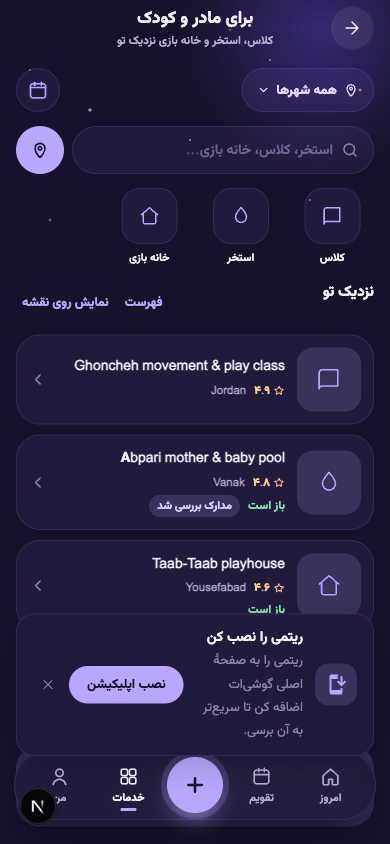 برای مادر و کودک
کلاس، استخر و خانه بازی نزدیک تو
همه شهرها
استخر، کلاس، خانه بازی...
کلاس
استخر
خانه بازی
نزدیک تو
فهرست
نمایش روی نقشه
Ghoncheh movement & play class
۴.۹ Jordan
Abpari mother & baby pool
۴.۸ Vanak
باز است
مدارک بررسی شد
Taab-Taab playhouse
۴.۶ Yousefabad
باز است
ریتمی را نصب کن
ریتمی را به صفحهٔ
اصلی گوشی‌ات
اضافه کن تا سریع‌تر
به آن برسی.
نصب اپلیکیشن
امروز
تقویم
خدمات
من
N